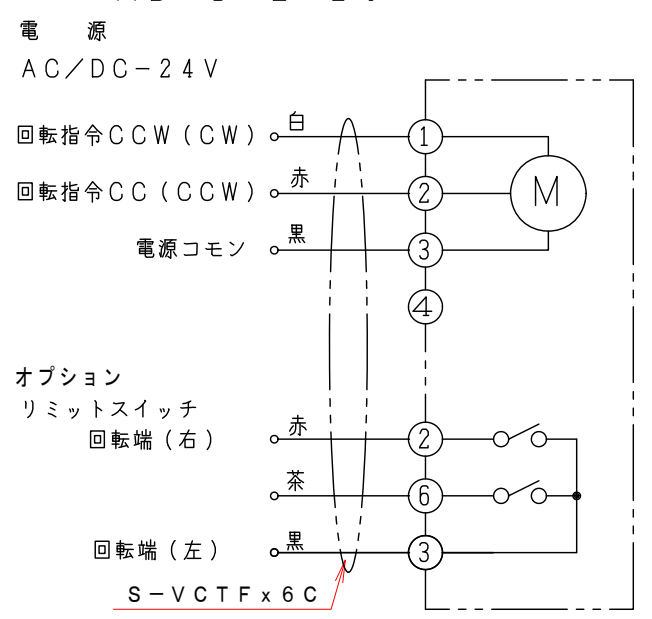 電 源
AC/DC-24V
回転指令CCW(CW) 白 1
回転指令CC(CCW) 赤 2 M
電源コモン 黒 3
4
オプション
リミットスイッチ
回転端(右) 赤 2
茶 6
回転端(左) 黒 3
S-VCTFx6C